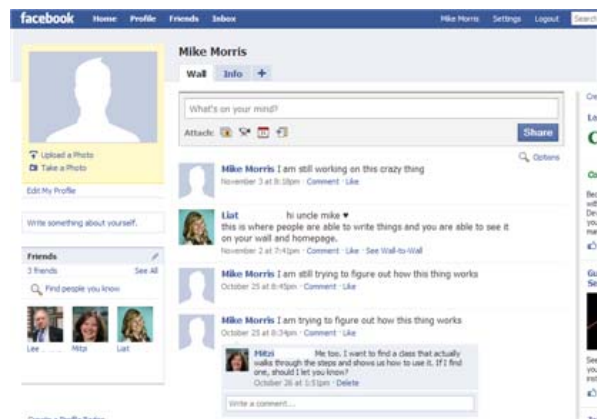 facebook Home Profile Friends Inbox Mike Morris Settings Logout Search
Mike Morris
Wall Info +
What's on your mind?
Attach: Share
Options
Upload a Photo
Take a Photo
Edit My Profile
Write something about yourself.
Friends
3 friends See All
Find people you know
Lee Mitzi Liat
Mike Morris I am still working on this crazy thing
November 3 at 8:18pm · Comment · Like
Liat hi uncle mike ♥
this is where people are able to write things and you are able to see it
on your wall and homepage.
November 2 at 7:41pm · Comment · Like · See Wall-to-Wall
Mike Morris I am still trying to figure out how this thing works
October 25 at 8:45pm · Comment · Like
Mike Morris I am trying to figure out how this thing works
October 25 at 8:34pm · Comment · Like
Mitzi Me too. I want to find a class that actually
walks through the steps and shows us how to use it. If I find
one, should I let you know?
October 26 at 1:51pm · Delete
Write a comment...